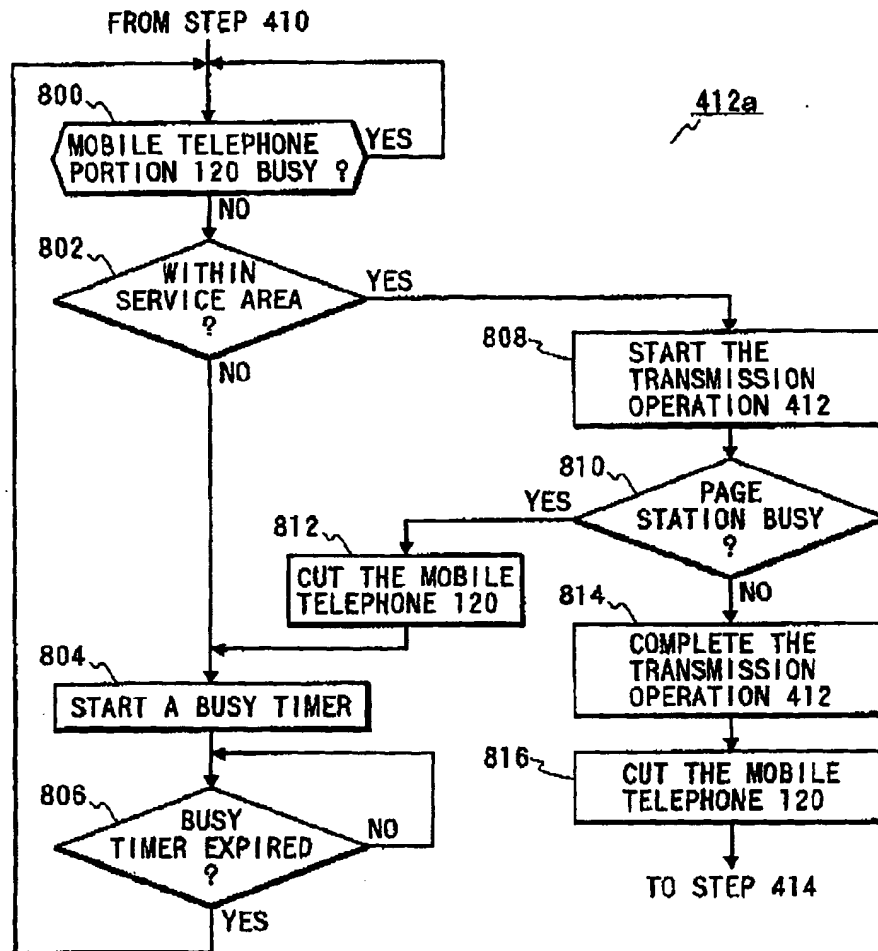 FROM STEP 410
412a
800
MOBILE TELEPHONE
PORTION 120 BUSY ?
YES
NO
802
WITHIN
SERVICE AREA
?
YES
NO
808
START THE
TRANSMISSION
OPERATION 412
810
PAGE
STATION BUSY
?
YES
NO
812
CUT THE MOBILE
TELEPHONE 120
814
COMPLETE THE
TRANSMISSION
OPERATION 412
804
START A BUSY TIMER
816
CUT THE MOBILE
TELEPHONE 120
806
BUSY
TIMER EXPIRED
?
NO
YES
TO STEP 414